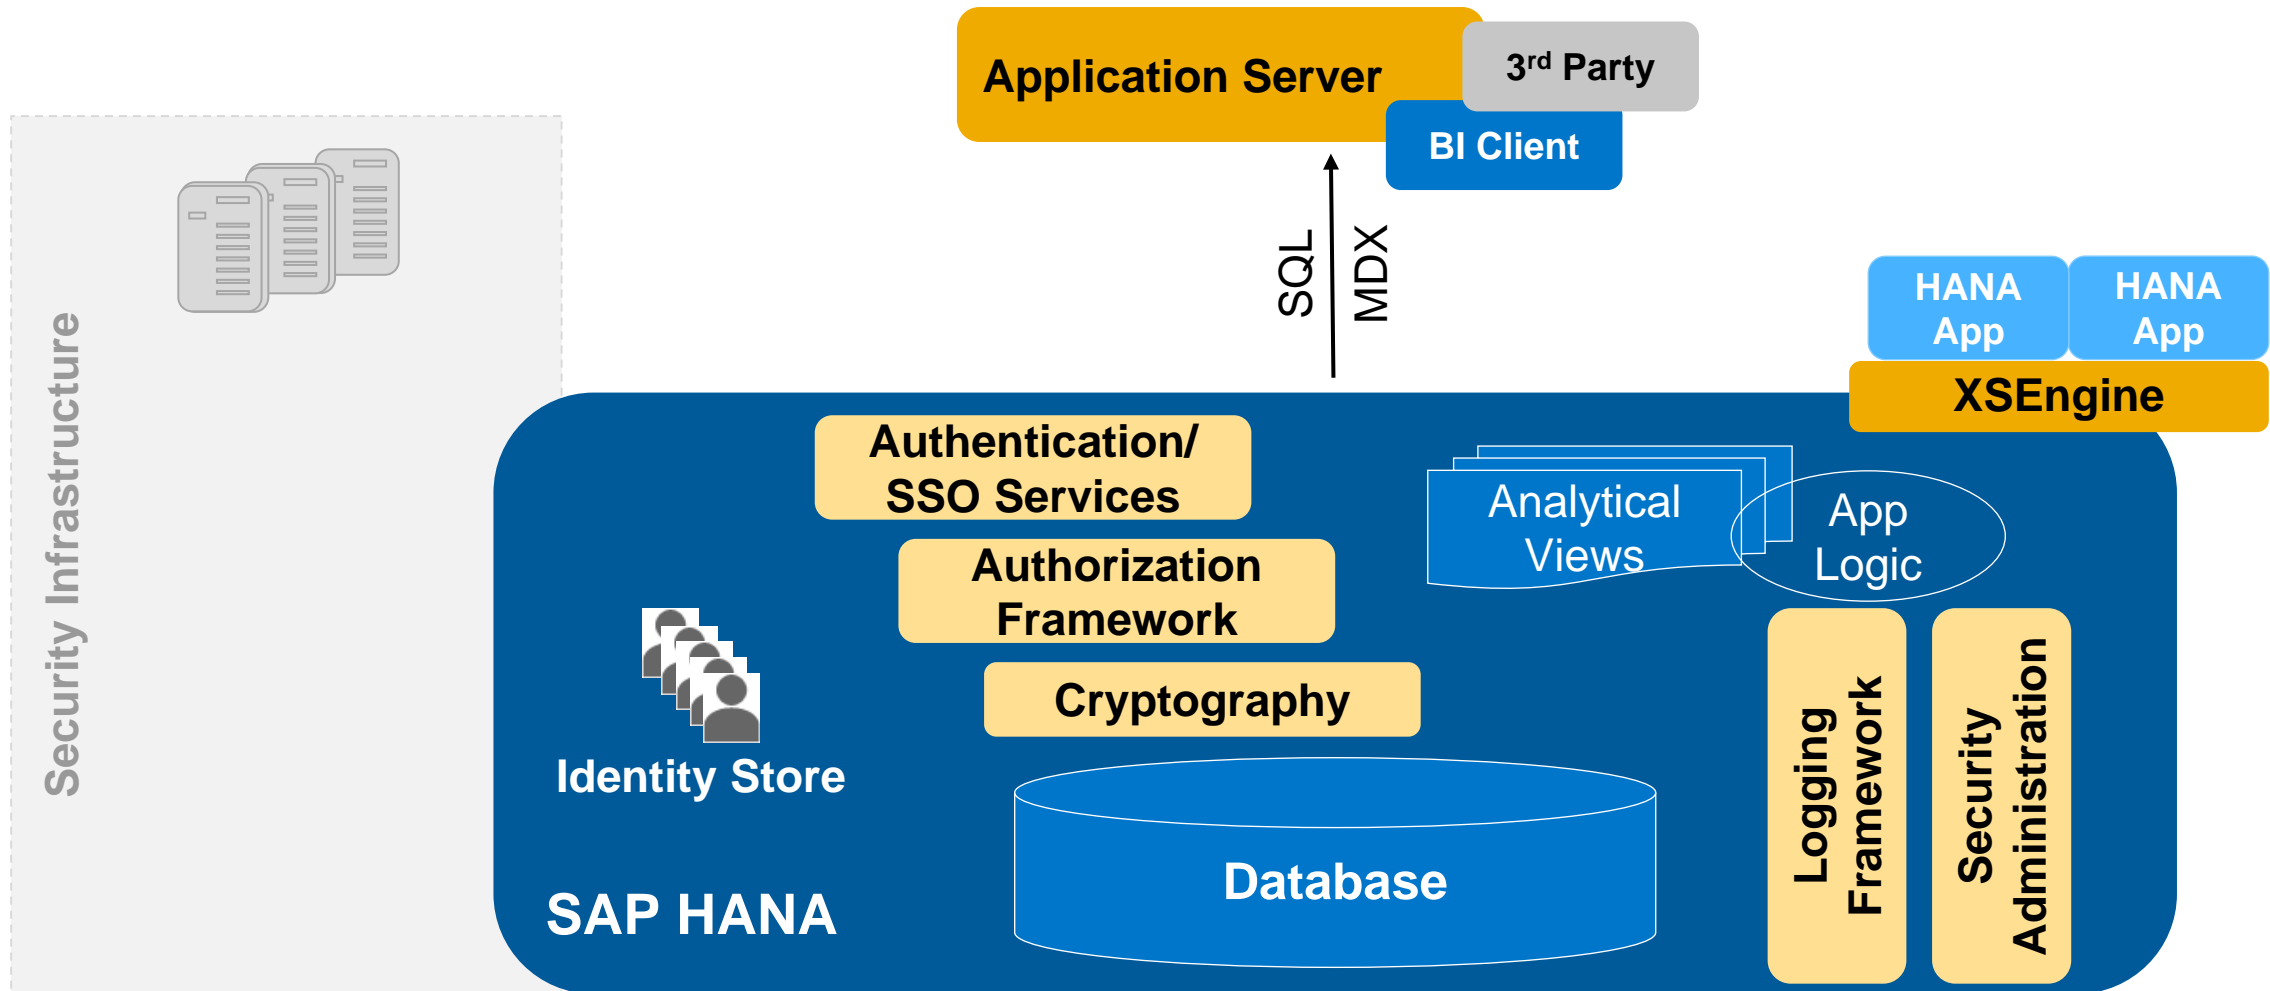 Application Server
3rd Party
BI Client
SQL
MDX
HANA
App
HANA
App
XSEngine
Security Infrastructure
Authentication/
SSO Services
Analytical
Views
App
Logic
Authorization
Framework
Cryptography
Identity Store
Logging
Framework
Security
Administration
Database
SAP HANA